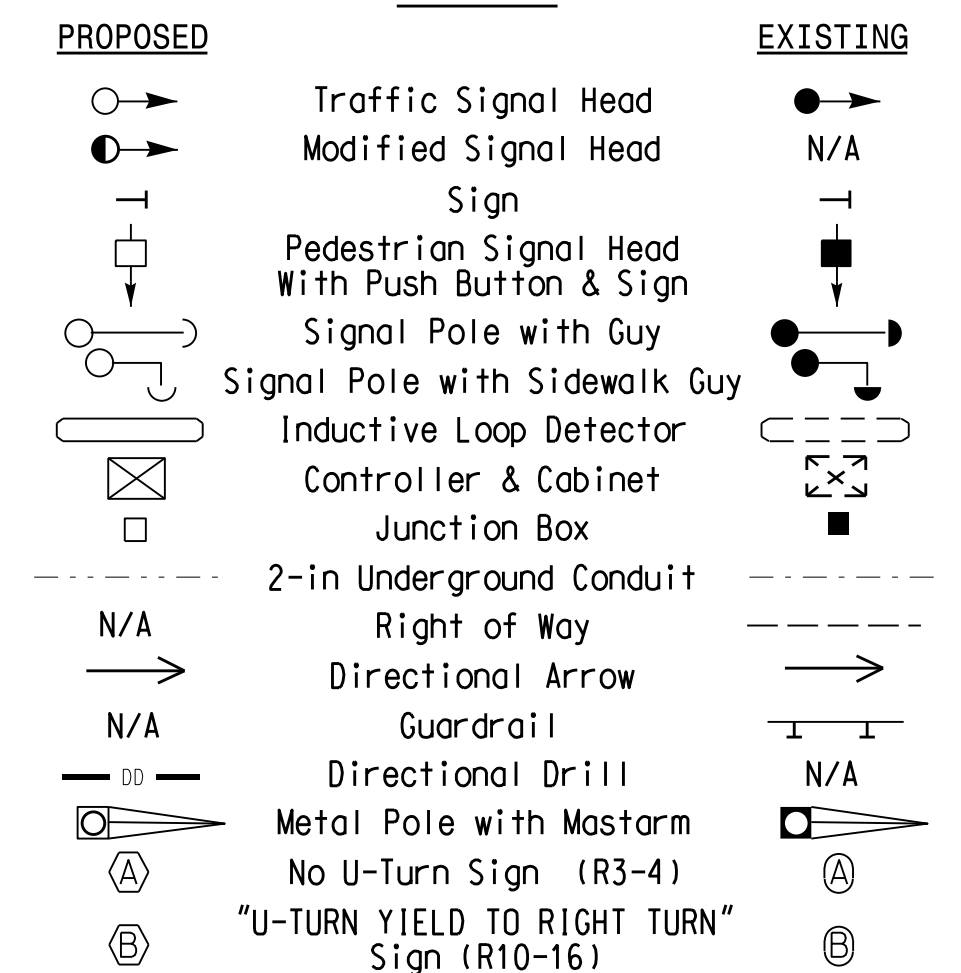 PROPOSED EXISTING
Traffic Signal Head
Modified Signal Head N/A
Sign
Pedestrian Signal Head
With Push Button & Sign
Signal Pole with Guy
Signal Pole with Sidewalk Guy
Inductive Loop Detector
Controller & Cabinet
Junction Box
2-in Underground Conduit
N/A Right of Way
Directional Arrow
N/A Guardrail
DD Directional Drill N/A
Metal Pole with Mastarm
A No U-Turn Sign (R3-4) A
"U-TURN YIELD TO RIGHT TURN"
B Sign (R10-16) B